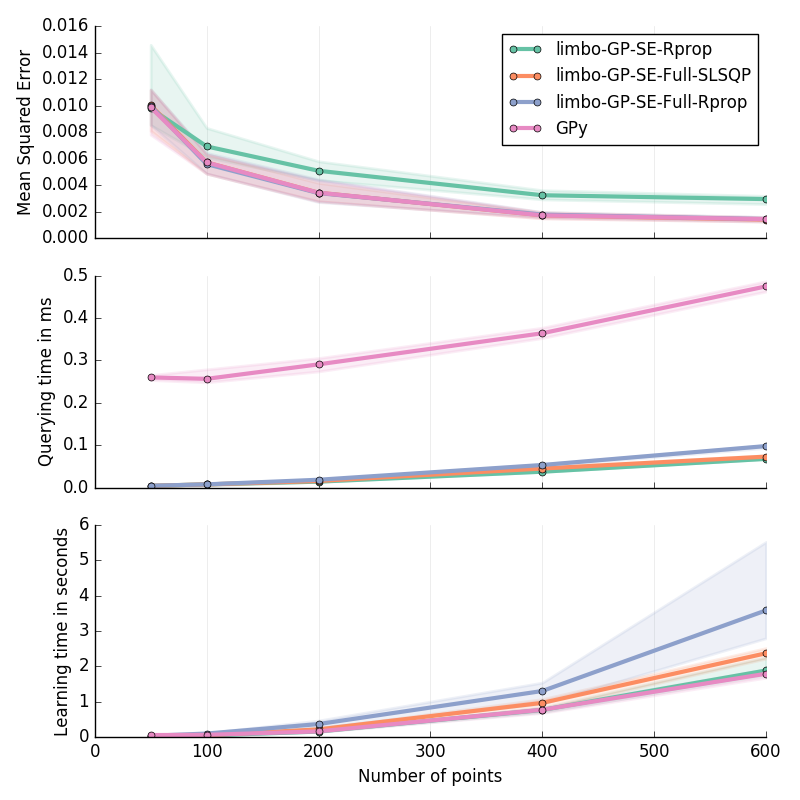 Mean Squared Error
0.016
0.014
0.012
0.010
0.008
0.006
0.004
0.002
0.000
limbo-GP-SE-Rprop
limbo-GP-SE-Full-SLSQP
limbo-GP-SE-Full-Rprop
GPy
Querying time in ms
0.5
0.4
0.3
0.2
0.1
0.0
Learning time in seconds
6
5
4
3
2
1
0
0 100 200 300 400 500 600
Number of points